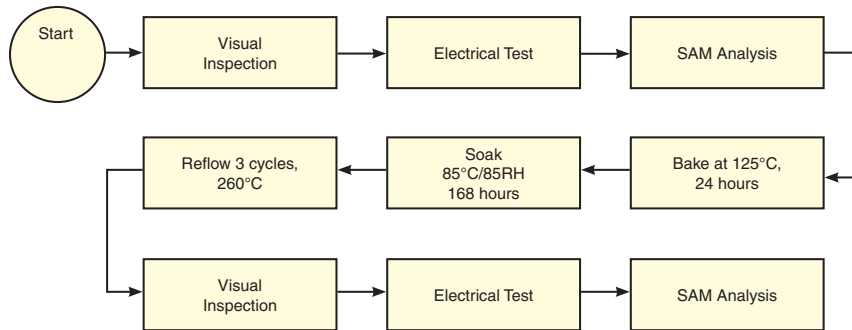 Start
Visual
Inspection
Electrical Test
SAM Analysis
Bake at 125°C,
24 hours
Soak
85°C/85RH
168 hours
Reflow 3 cycles,
260°C
Visual
Inspection
Electrical Test
SAM Analysis